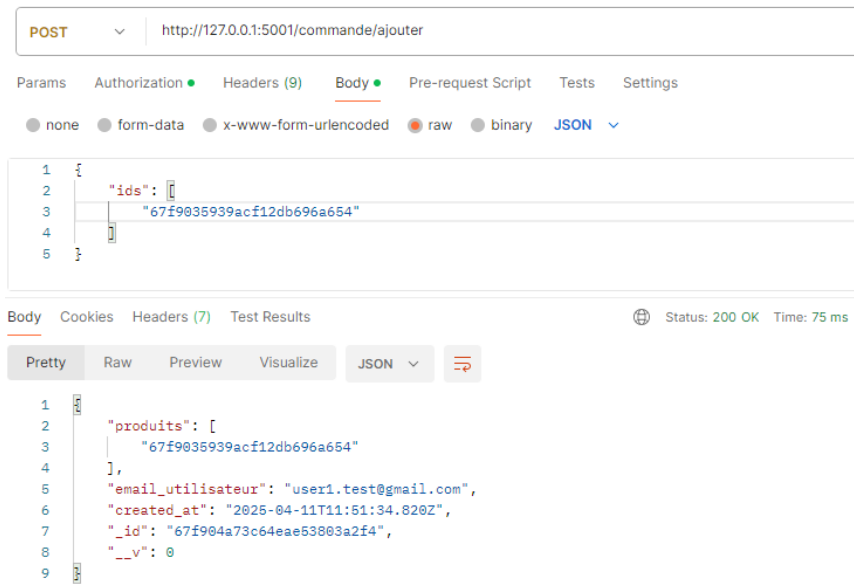 POST http://127.0.0.1:5001/commande/ajouter
Params Authorization Headers (9) Body Pre-request Script Tests Settings
none form-data x-www-form-urlencoded raw binary JSON
1 {
2 "ids": [
3 "67f9035939acf12db696a654"
4 ]
5 }
Body Cookies Headers (7) Test Results Status: 200 OK Time: 75 ms
Pretty Raw Preview Visualize JSON
1 {
2 "produits": [
3 "67f9035939acf12db696a654"
4 ],
5 "email_utilisateur": "user1.test@gmail.com",
6 "created_at": "2025-04-11T11:51:34.820Z",
7 "_id": "67f904a73c64eae53803a2f4",
8 "__v": 0
9 }